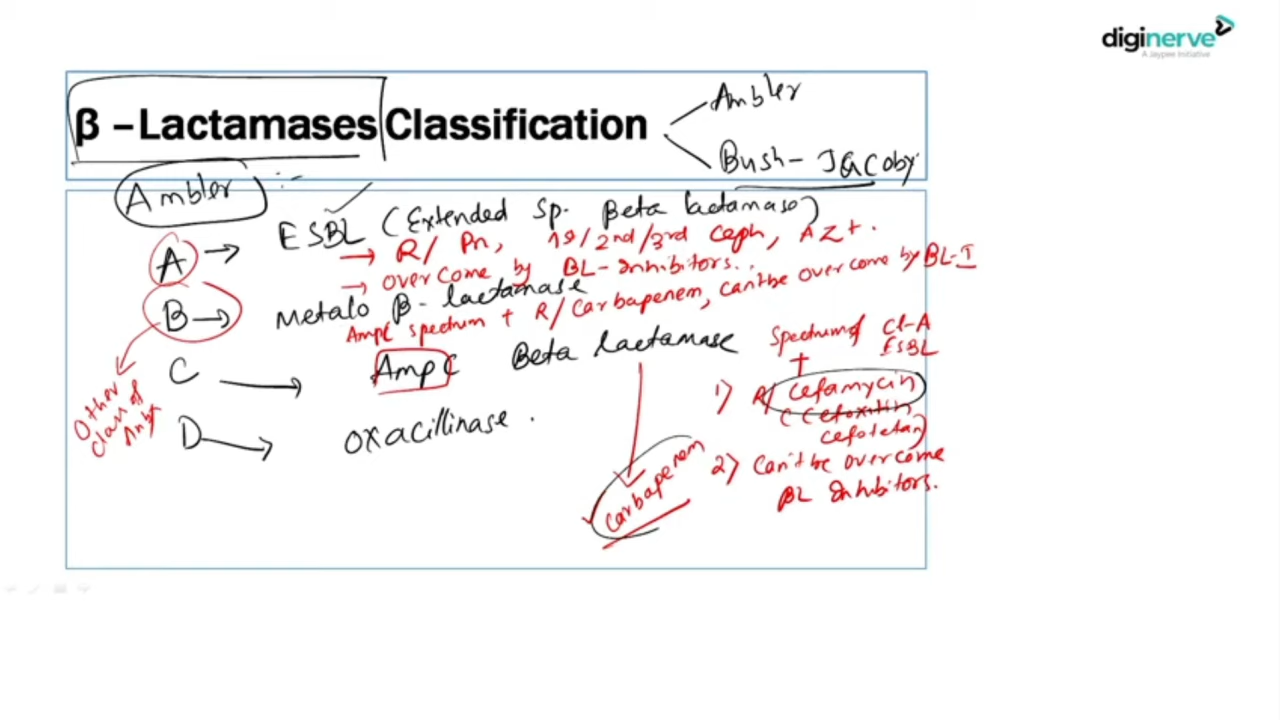 diginerve
A Jaypee Initiative
β –Lactamases Classification
Ambler
Bush- Jacoby
Ambler :-
A → ESBL (Extended Sp. Beta lactamase)
→ R/ Pn, 1st/2nd/3rd Ceph, AZt.
→ overcome by BL-Inhibitors.
B → Metalo β- lactamase
AmpC spectrum + R/Carbapenem, can't be overcome by BL-I
C → AmpC Beta lactamase
Other
class of
D → oxacillinase.
Carbapenem
Spectrum of Cl-A
ESBL
+
1) R/ Cefamycin
(Cefoxitin
cefotetan)
2) Can't be overcome
BL Inhibitors.